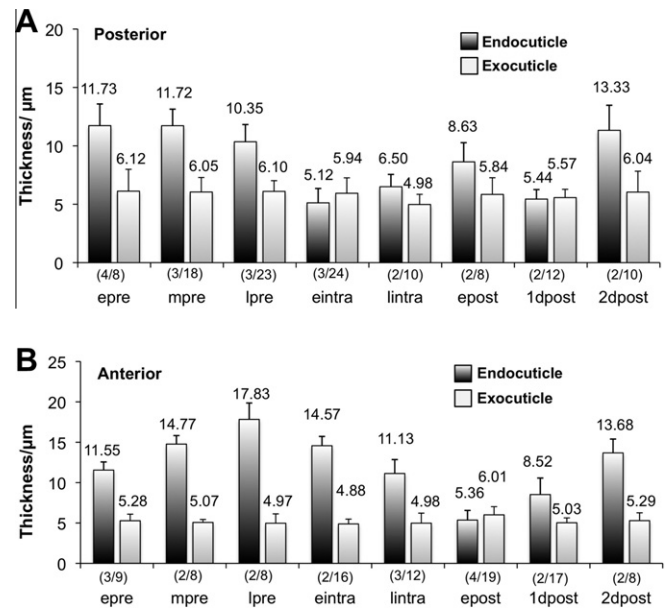 A
Posterior
Endocuticle
Exocuticle
Thickness/ µm
20
15
10
5
0
11.73 6.12 11.72 6.05 10.35 6.10 5.12 5.94 6.50 4.98 8.63 5.84 5.44 5.57 13.33 6.04
(4/8) (3/18) (3/23) (3/24) (2/10) (2/8) (2/12) (2/10)
epre mpre lpre eintra lintra epost 1dpost 2dpost
B
Anterior
Endocuticle
Exocuticle
Thickness/µm
25
20
15
10
5
0
11.55 5.28 14.77 5.07 17.83 4.97 14.57 4.88 11.13 4.98 5.36 6.01 8.52 5.03 13.68 5.29
(3/9) (2/8) (2/8) (2/16) (3/12) (4/19) (2/17) (2/8)
epre mpre lpre eintra lintra epost 1dpost 2dpost